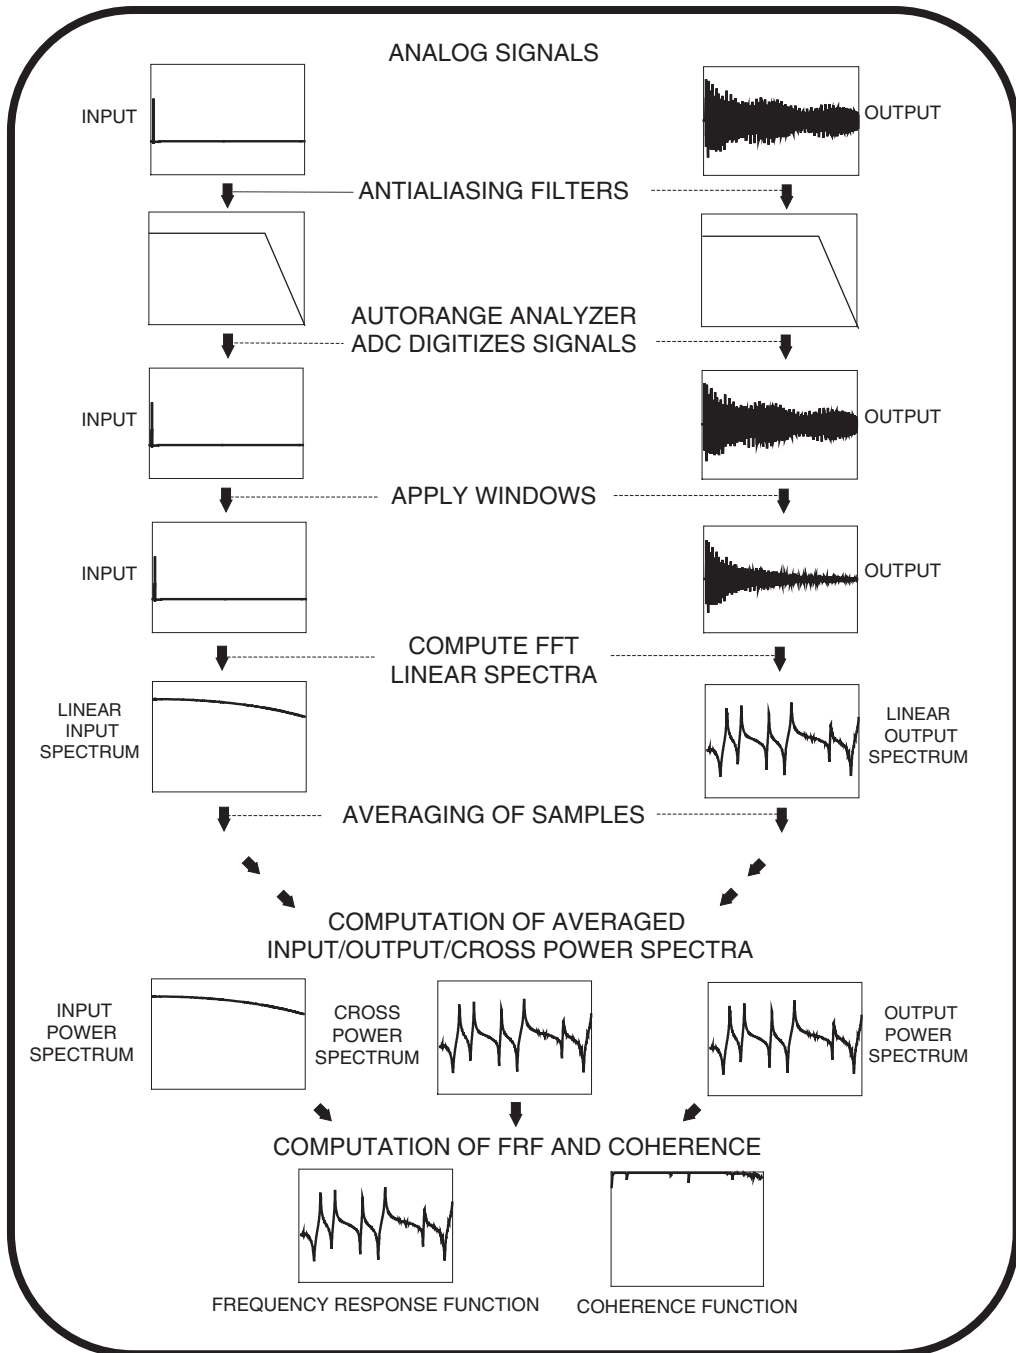 ANALOG SIGNALS
INPUT
OUTPUT
ANTIALIASING FILTERS
AUTORANGE ANALYZER
ADC DIGITIZES SIGNALS
INPUT
OUTPUT
APPLY WINDOWS
INPUT
OUTPUT
COMPUTE FFT
LINEAR SPECTRA
LINEAR
INPUT
SPECTRUM
LINEAR
OUTPUT
SPECTRUM
AVERAGING OF SAMPLES
COMPUTATION OF AVERAGED
INPUT/OUTPUT/CROSS POWER SPECTRA
INPUT
POWER
SPECTRUM
CROSS
POWER
SPECTRUM
OUTPUT
POWER
SPECTRUM
COMPUTATION OF FRF AND COHERENCE
FREQUENCY RESPONSE FUNCTION
COHERENCE FUNCTION